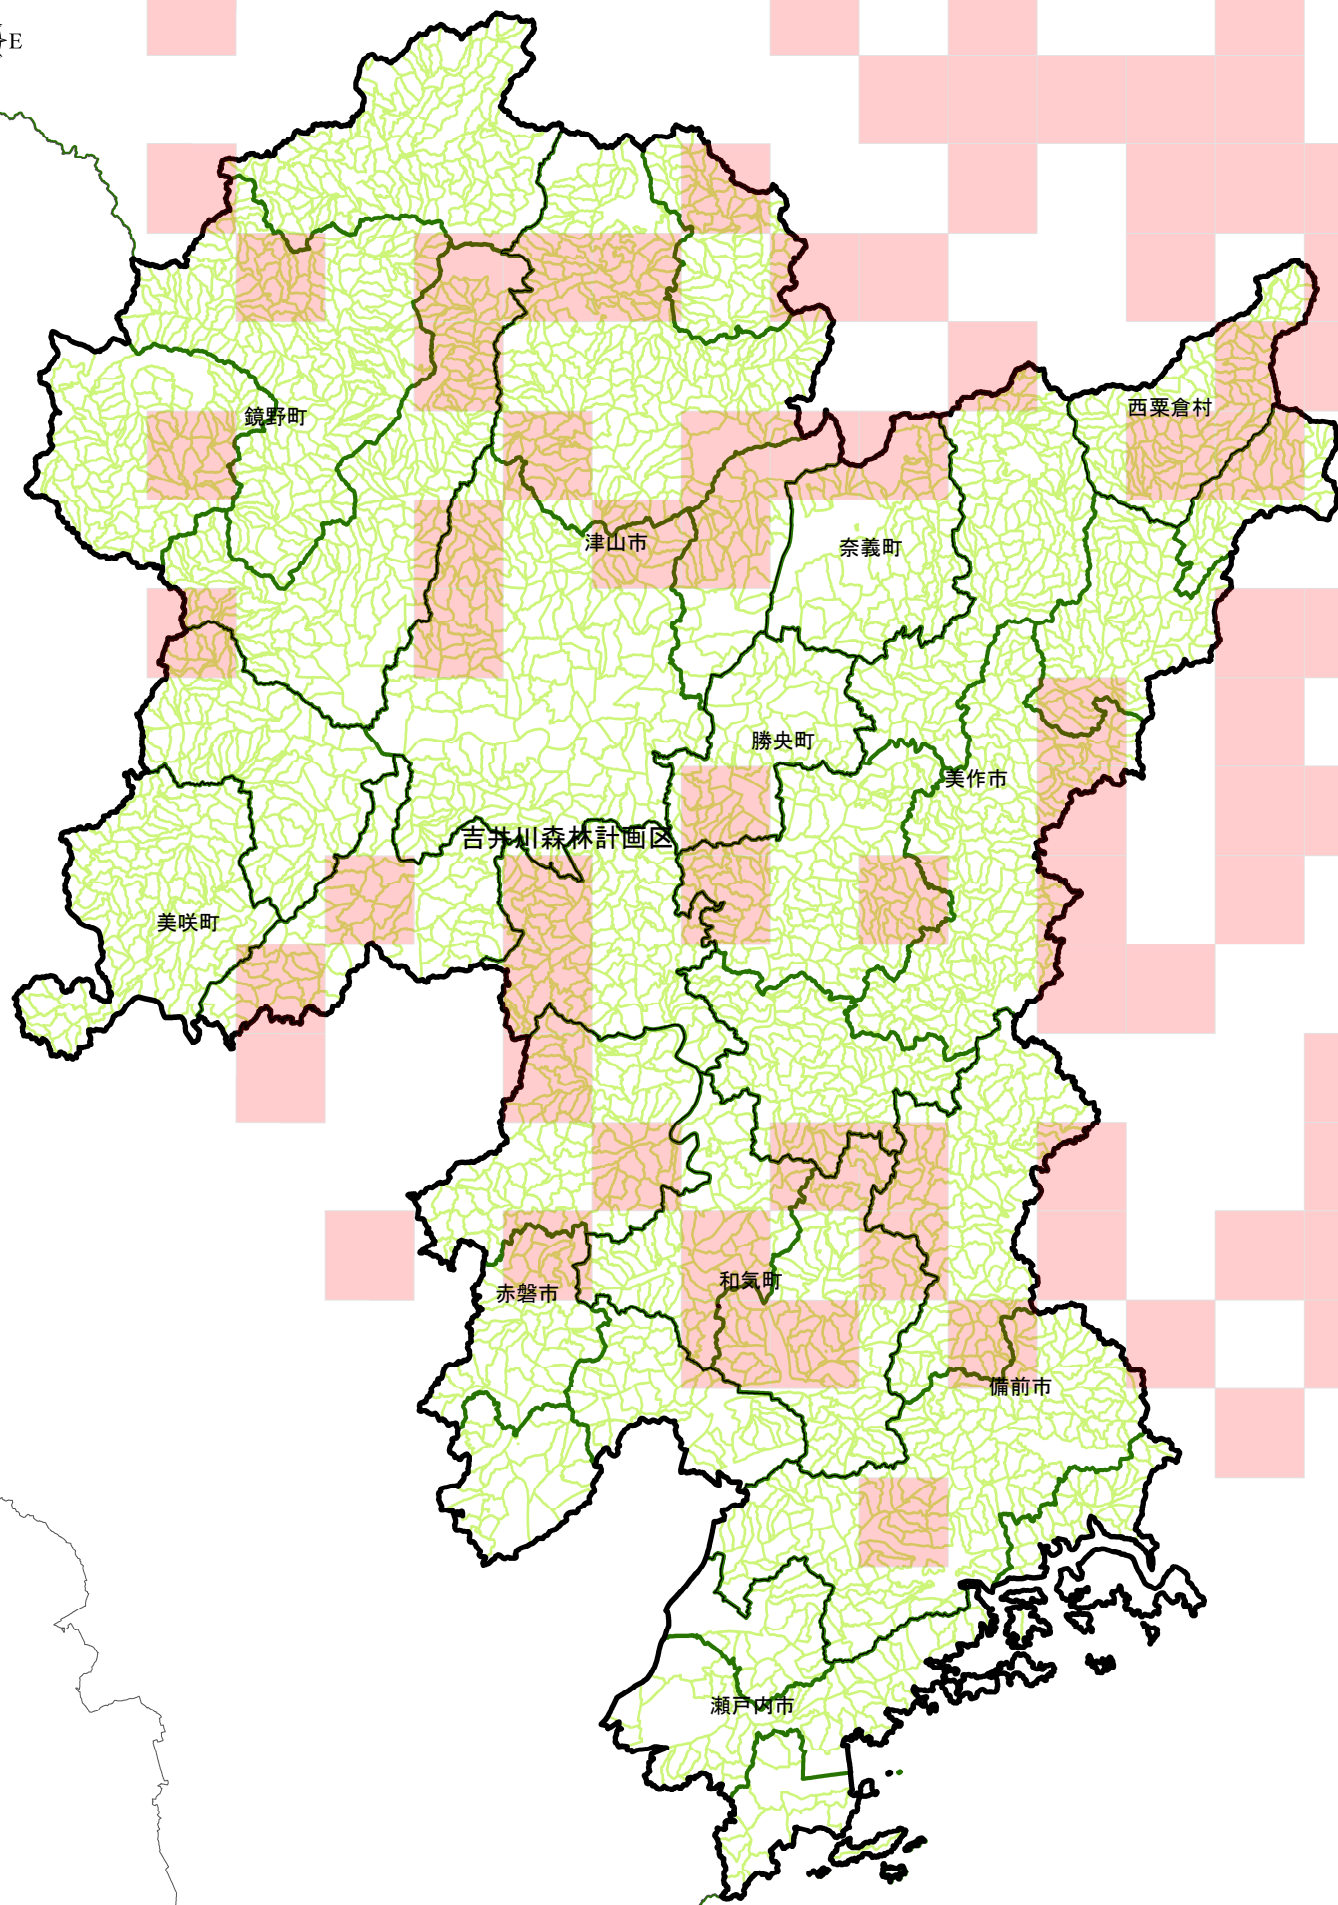 E
西粟倉村
鏡野町
津山市
奈義町
勝央町
美作市
吉井川森林計画区
美咲町
和気町
赤磐市
備前市
瀬戸内市